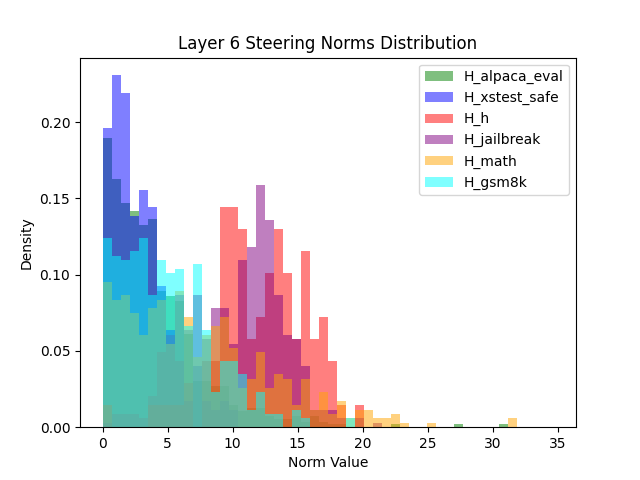 Layer 6 Steering Norms Distribution
H_alpaca_eval
H_xstest_safe
H_h
H_jailbreak
H_math
H_gsm8k
Density
0.20
0.15
0.10
0.05
0.00
0 5 10 15 20 25 30 35
Norm Value